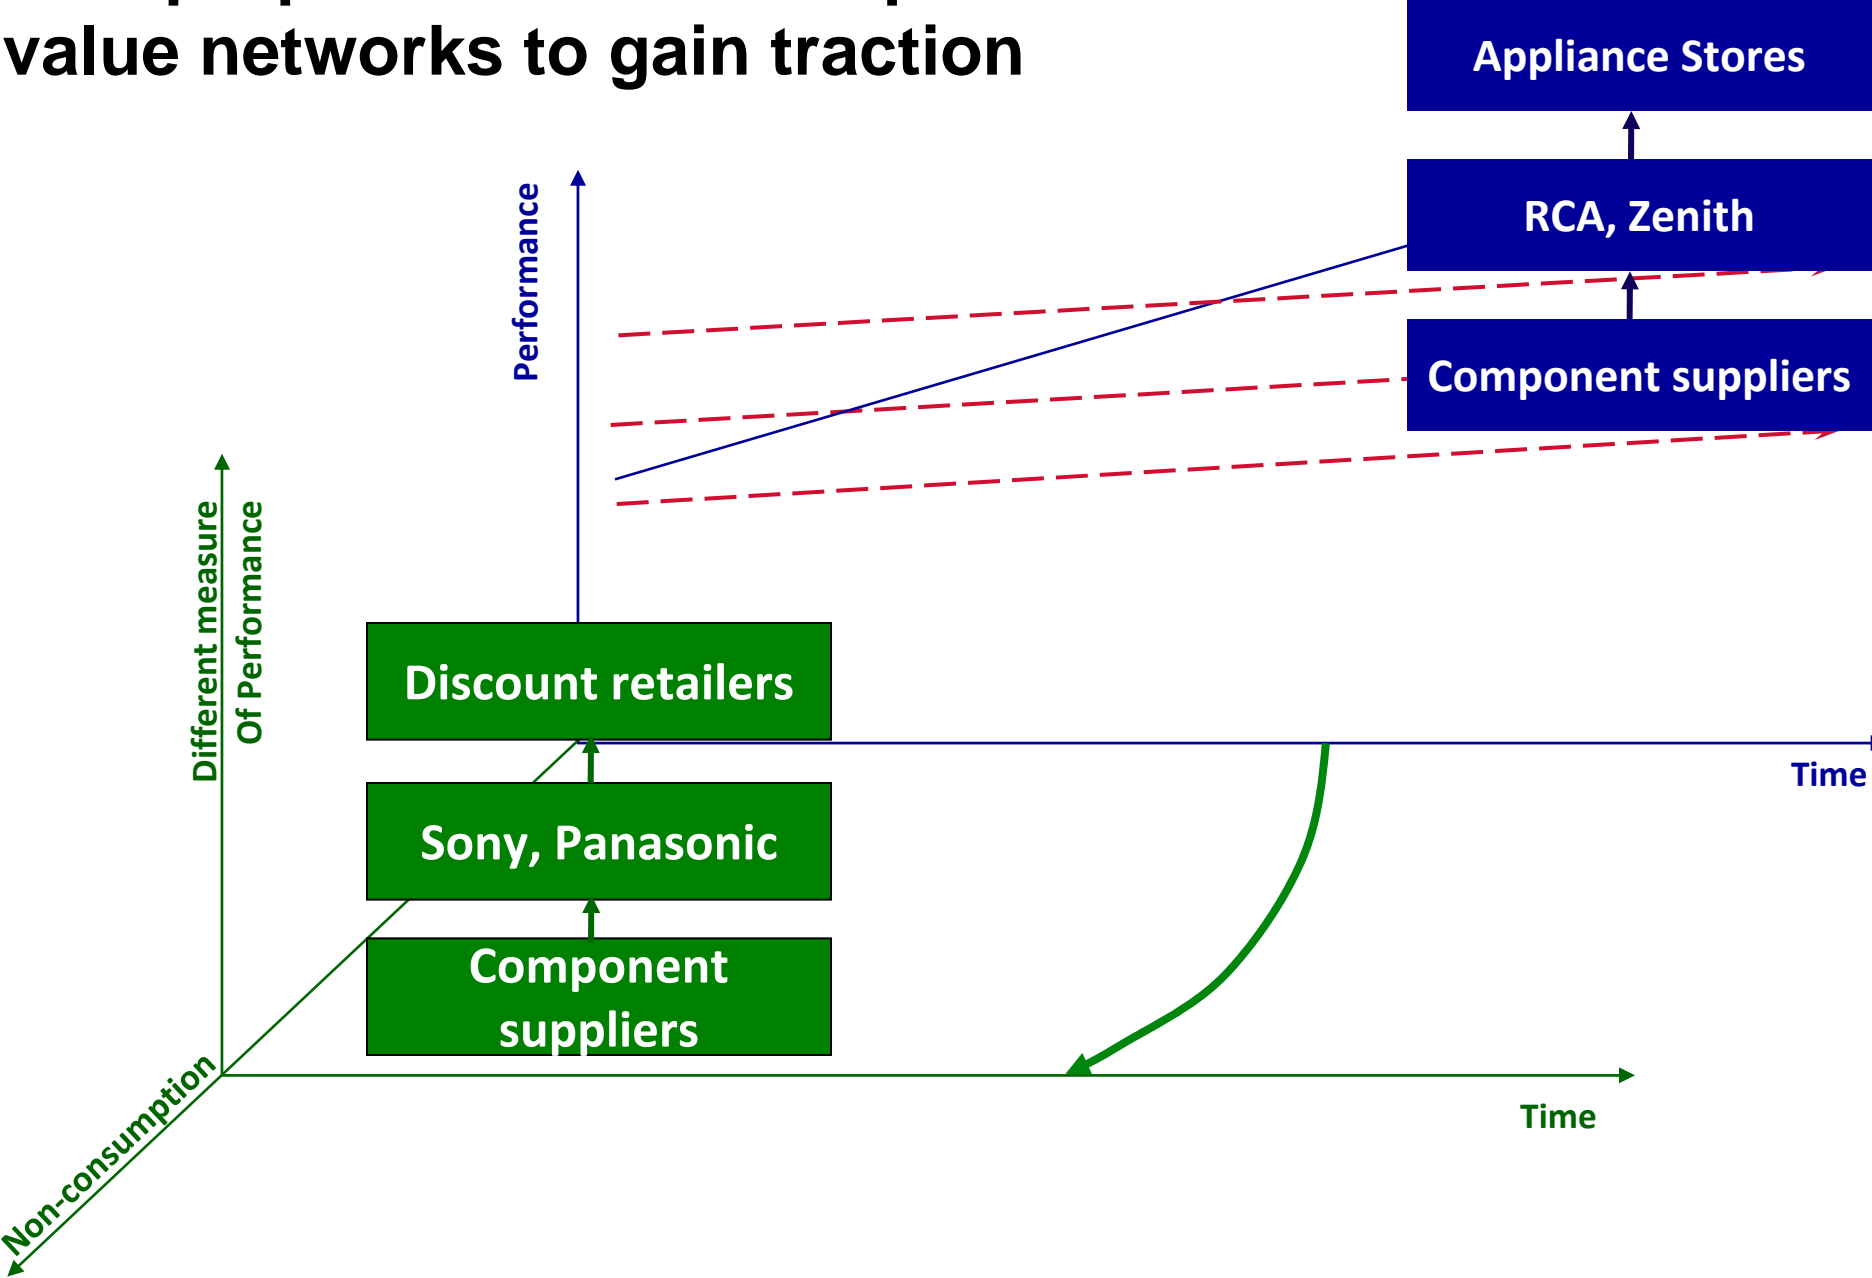 value networks to gain traction
Appliance Stores
RCA, Zenith
Component suppliers
Performance
Time
Different measure
Of Performance
Discount retailers
Sony, Panasonic
Component
suppliers
Time
Non-consumption